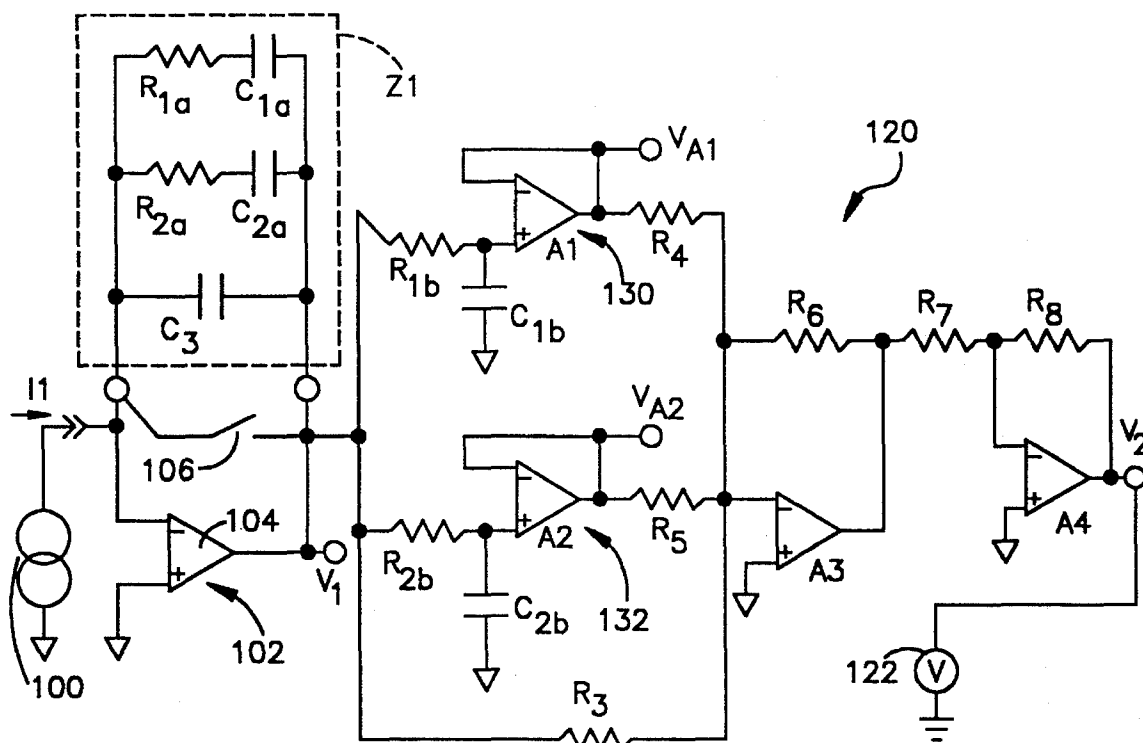 R1a
C1a
Z1
R2a
C2a
C3
I1
106
104
102
100
V1
R1b
C1b
A1
VA1
130
R4
R2b
C2b
A2
VA2
132
R5
R3
120
R6
R7
R8
A3
A4
V2
122
V
- + - + - + - + - +